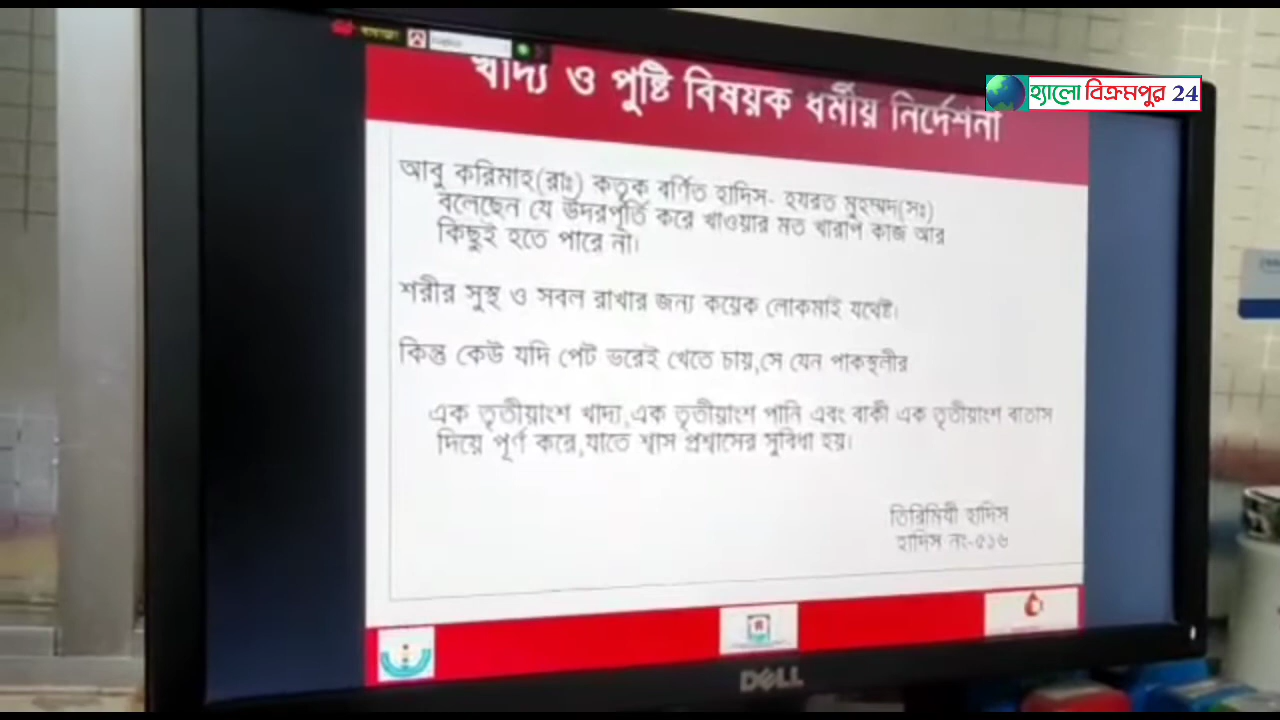 হ্যালো বিক্রমপুর 24
খাদ্য ও পুষ্টি বিষয়ক ধর্মীয় নির্দেশনা
আবু করিমাহ(রাঃ) কতৃক বর্ণিত হাদিস- হযরত মুহম্মদ(সঃ)
বলেছেন যে উদরপূর্তি করে খাওয়ার মত খারাপ কাজ আর
কিছুই হতে পারে না।
শরীর সুস্থ ও সবল রাখার জন্য কয়েক লোকমাই যথেষ্ট।
কিন্তু কেউ যদি পেট ভরেই খেতে চায়,সে যেন পাকস্থলীর
এক তৃতীয়াংশ খাদ্য,এক তৃতীয়াংশ পানি এবং বাকী এক তৃতীয়াংশ বাতাস
দিয়ে পূর্ণ করে,যাতে শ্বাস প্রশ্বাসের সুবিধা হয়।
তিরিমিযী হাদিস
হাদিস নং-৫১৬
DELL